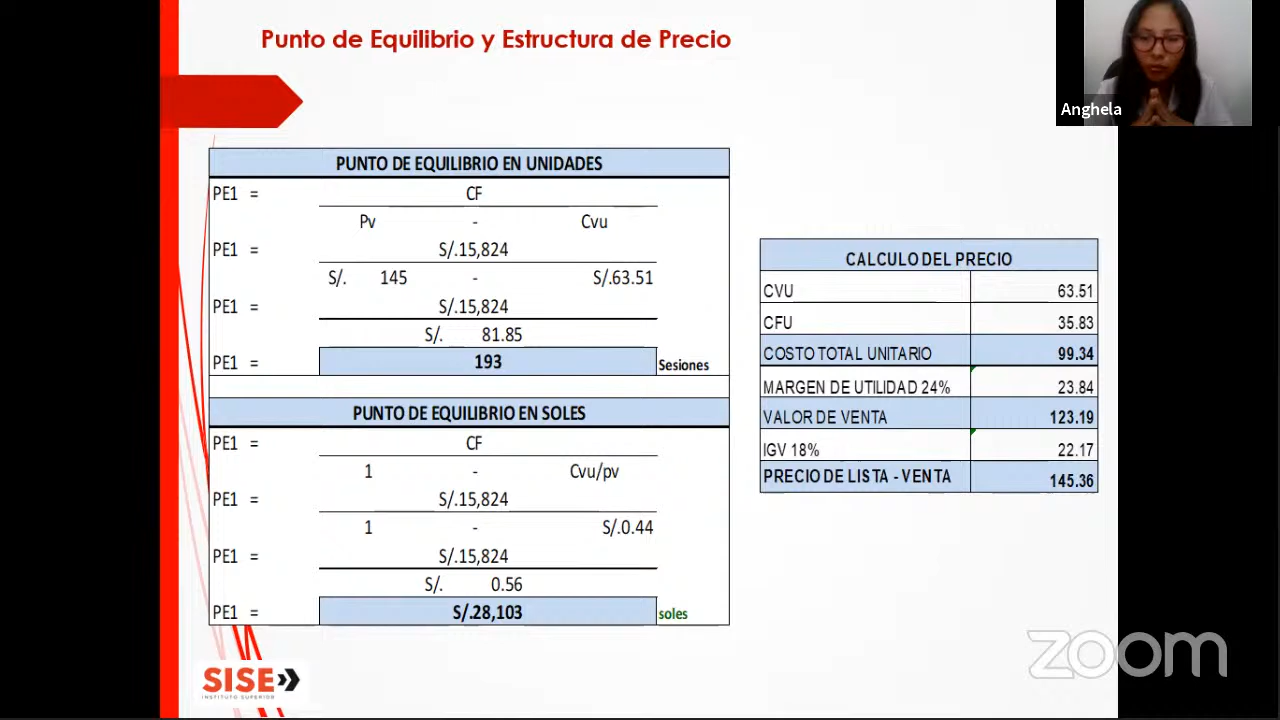 Punto de Equilibrio y Estructura de Precio
Anghela
PUNTO DE EQUILIBRIO EN UNIDADES
PE1 = CF
Pv - Cvu
PE1 = S/.15,824
S/. 145 - S/.63.51
PE1 = S/.15,824
S/. 81.85
PE1 = 193 Sesiones
PUNTO DE EQUILIBRIO EN SOLES
PE1 = CF
1 - Cvu/pv
PE1 = S/.15,824
1 - S/.0.44
PE1 = S/.15,824
S/. 0.56
PE1 = S/.28,103 soles
CALCULO DEL PRECIO
CVU 63.51
CFU 35.83
COSTO TOTAL UNITARIO 99.34
MARGEN DE UTILIDAD 24% 23.84
VALOR DE VENTA 123.19
IGV 18% 22.17
PRECIO DE LISTA - VENTA 145.36
SISE
INSTITUTO SUPERIOR
zoom